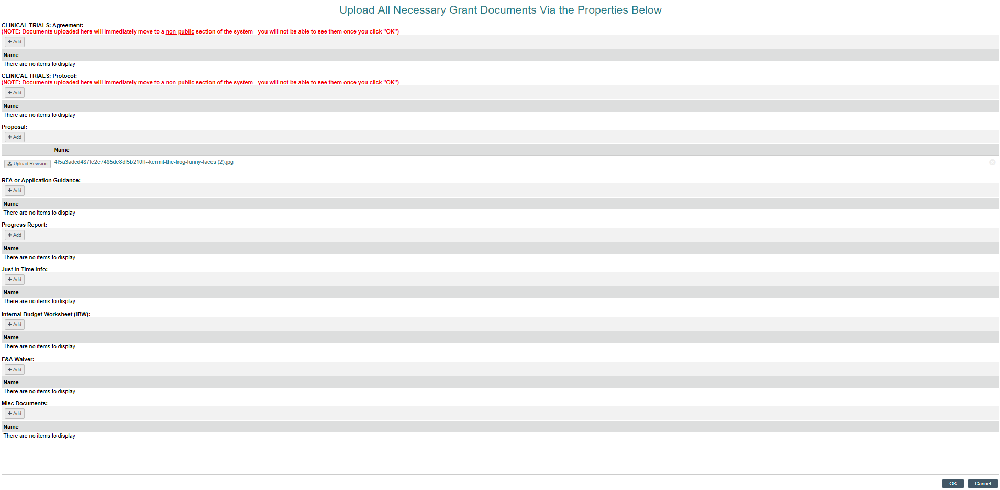 Upload All Necessary Grant Documents Via the Properties Below
CLINICAL TRIALS: Agreement:
(NOTE: Documents uploaded here will immediately move to a non-public section of the system - you will not be able to see them once you click "OK")
Add
Name
There are no items to display
CLINICAL TRIALS: Protocol:
(NOTE: Documents uploaded here will immediately move to a non-public section of the system - you will not be able to see them once you click "OK")
Add
Name
There are no items to display
Proposal:
Add
Name
Upload Revision 4f5a3adcd487fe2e7485de8df5b210ff--kermit-the-frog-funny-faces (2).jpg
RFA or Application Guidance:
Add
Name
There are no items to display
Progress Report:
Add
Name
There are no items to display
Just in Time Info:
Add
Name
There are no items to display
Internal Budget Worksheet (IBW):
Add
Name
There are no items to display
F&A Waiver:
Add
Name
There are no items to display
Misc Documents:
Add
Name
There are no items to display
OK Cancel